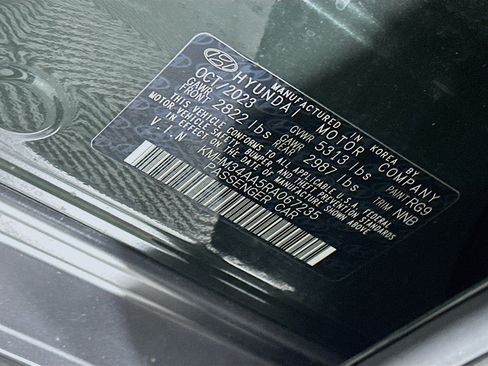 MANUFACTURED IN KOREA BY
HYUNDAI MOTOR COMPANY
OCT/2023 GVWR 5313 lbs PAINT RG9
GAWR FRONT 2822 lbs GAWR REAR 2987 lbs TRIM NNB
THIS VEHICLE CONFORMS TO ALL APPLICABLE U.S. FEDERAL
MOTOR VEHICLE SAFETY, BUMPER AND THEFT PREVENTION STANDARDS
IN EFFECT ON THE DATE OF MANUFACTURE SHOWN ABOVE.
V.I.N KMHM34AA5RA067235
PASSENGER CAR